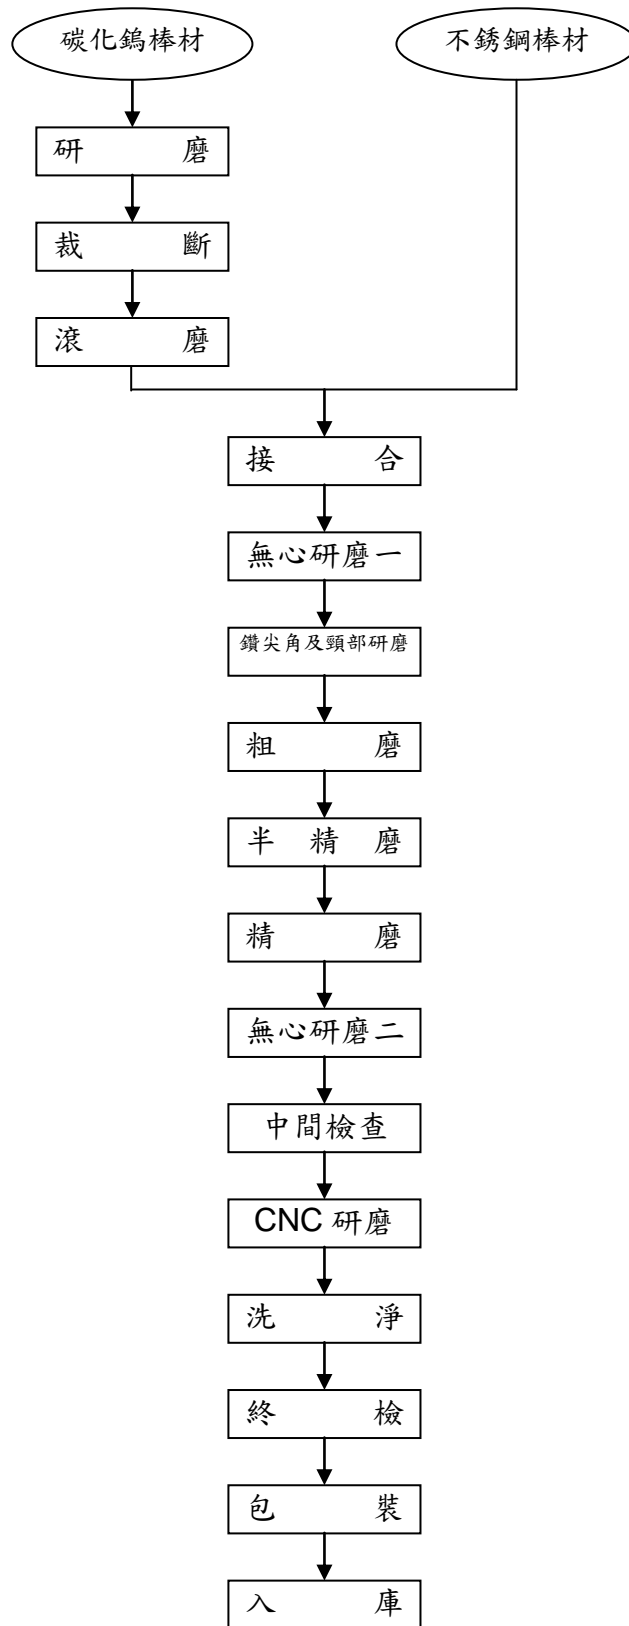 碳化鎢棒材
不銹鋼棒材
研 磨
裁 斷
滾 磨
接 合
無心研磨一
鑽尖角及頸部研磨
粗 磨
半 精 磨
精 磨
無心研磨二
中間檢查
CNC 研磨
洗 淨
終 檢
包 裝
入 庫